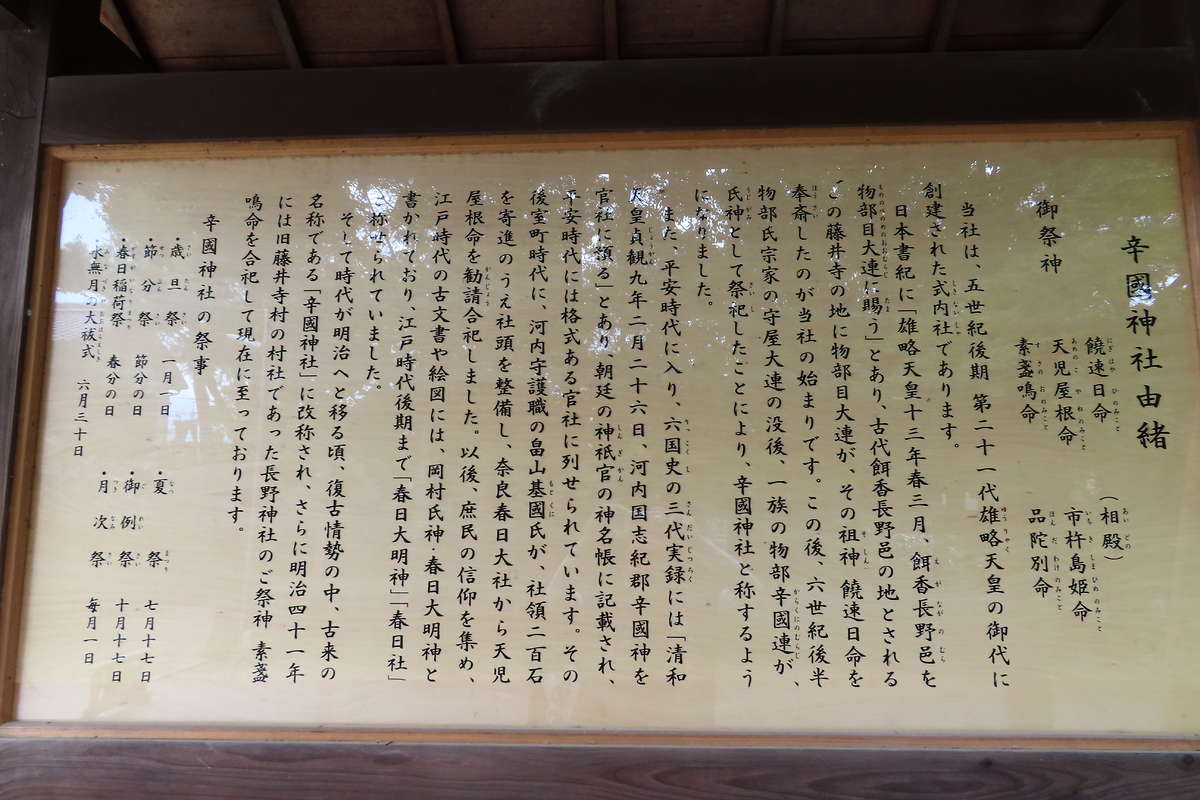 辛國神社由緒
御祭神
饒速日命
天児屋根命
素盞鳴命
(相殿)
市杵島姫命
品陀別命
当社は、五世紀後期 第二十一代雄略天皇の御代に
創建された式内社であります。
日本書紀に「雄略天皇十三年春三月、餌香長野邑を
物部目大連に賜う」とあり、古代餌香長野邑の地とされる
この藤井寺の地に物部目大連が、その祖神 饒速日命を
奉斎したのが当社の始まりです。この後、六世紀後半
物部氏宗家の守屋大連の没後、一族の物部辛國連が、
氏神として祭祀したことにより、辛國神社と称するよう
になりました。
また、平安時代に入り、六国史の三代実録には「清和
天皇貞観九年二月二十六日、河内国志紀郡辛國神を
官社に預る」とあり、朝廷の神祇官の神名帳に記載され、
平安時代には格式ある官社に列せられています。その
後室町時代に、河内守護職の畠山基國氏が、社領二百石
を寄進のうえ社頭を整備し、奈良春日大社から天児
屋根命を勧請合祀しました。以後、庶民の信仰を集め、
江戸時代の古文書や絵図には、岡村氏神・春日大明神と
書かれており、江戸時代後期まで「春日大明神」「春日社」
と称せられていました。
そして時代が明治へと移る頃、復古情勢の中、古来の
名称である「辛國神社」に改称され、さらに明治四十一年
には旧藤井寺村の村社であった長野神社のご祭神 素盞
鳴命を合祀して現在に至っております。
辛國神社の祭事
・歳旦祭 一月一日
・節分祭 節分の日
・春日稲荷祭 春分の日
・水無月の大祓式 六月三十日
・夏祭 七月十七日
・御例祭 十月十七日
・月次祭 毎月一日